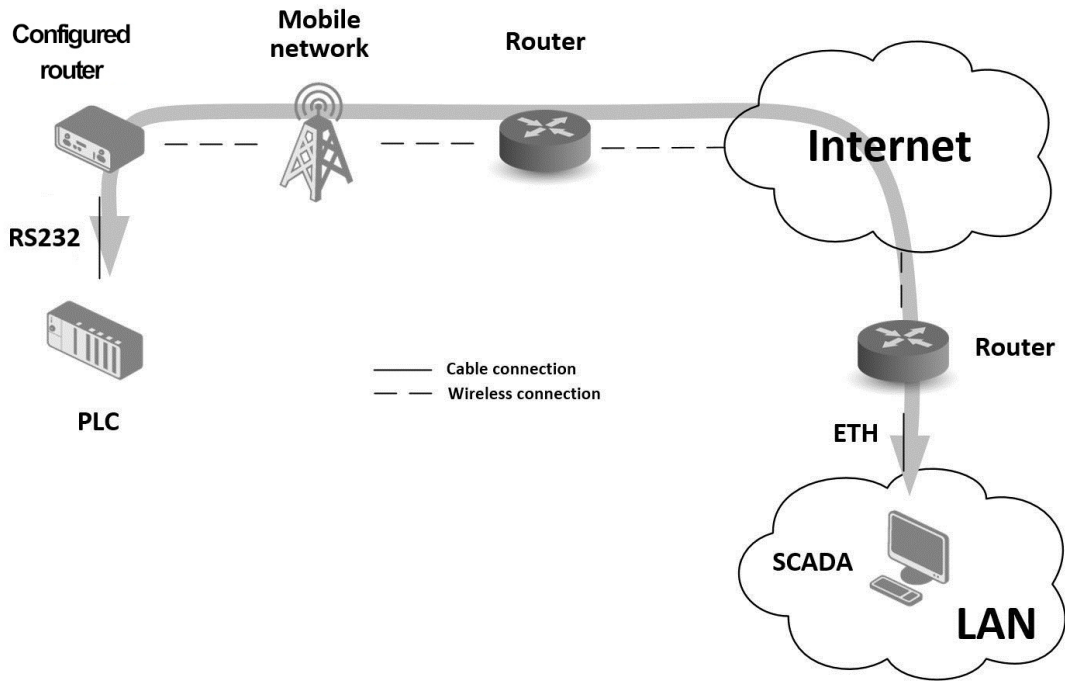 Configured
router
Mobile
network
Router
Internet
RS232
PLC
Cable connection
Wireless connection
Router
ETH
SCADA
LAN